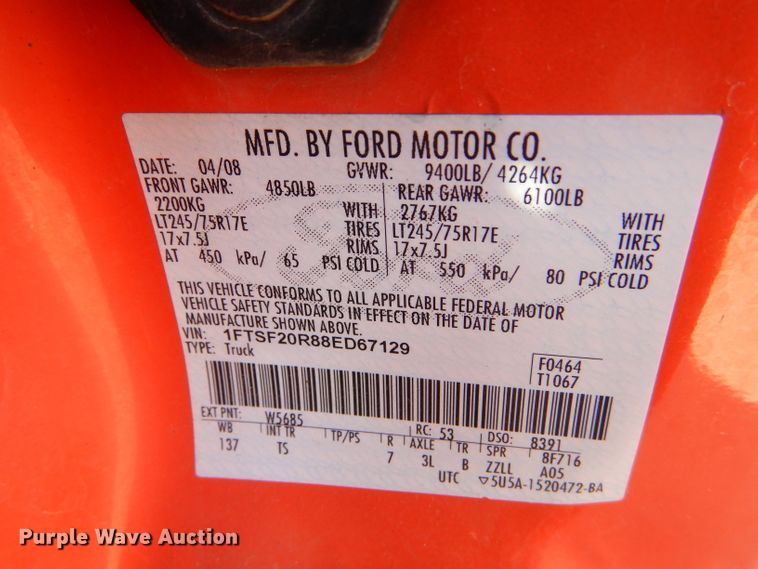 MFD. BY FORD MOTOR CO.
DATE: 04/08 GVWR: 9400LB/ 4264KG
FRONT GAWR: 4850LB REAR GAWR: 6100LB
2200KG WITH 2767KG WITH
LT245/75R17E TIRES LT245/75R17E TIRES
17x7.5J RIMS 17x7.5J RIMS
AT 450 kPa/ 65 PSI COLD AT 550 kPa/ 80 PSI COLD
THIS VEHICLE CONFORMS TO ALL APPLICABLE FEDERAL MOTOR
VEHICLE SAFETY STANDARDS IN EFFECT ON THE DATE OF
MANUFACTURE SHOWN ABOVE.
VIN: 1FTSF20R88ED67129
TYPE: Truck
F0464
T1067
EXT PNT: W5685 RC: 53 DSO: 8391
WB INT TR TP/PS R AXLE TR SPR 8F716
137 TS 7 3L B ZZLL A05
UTC ▽5U5A-1520472-BA
Purple Wave Auction